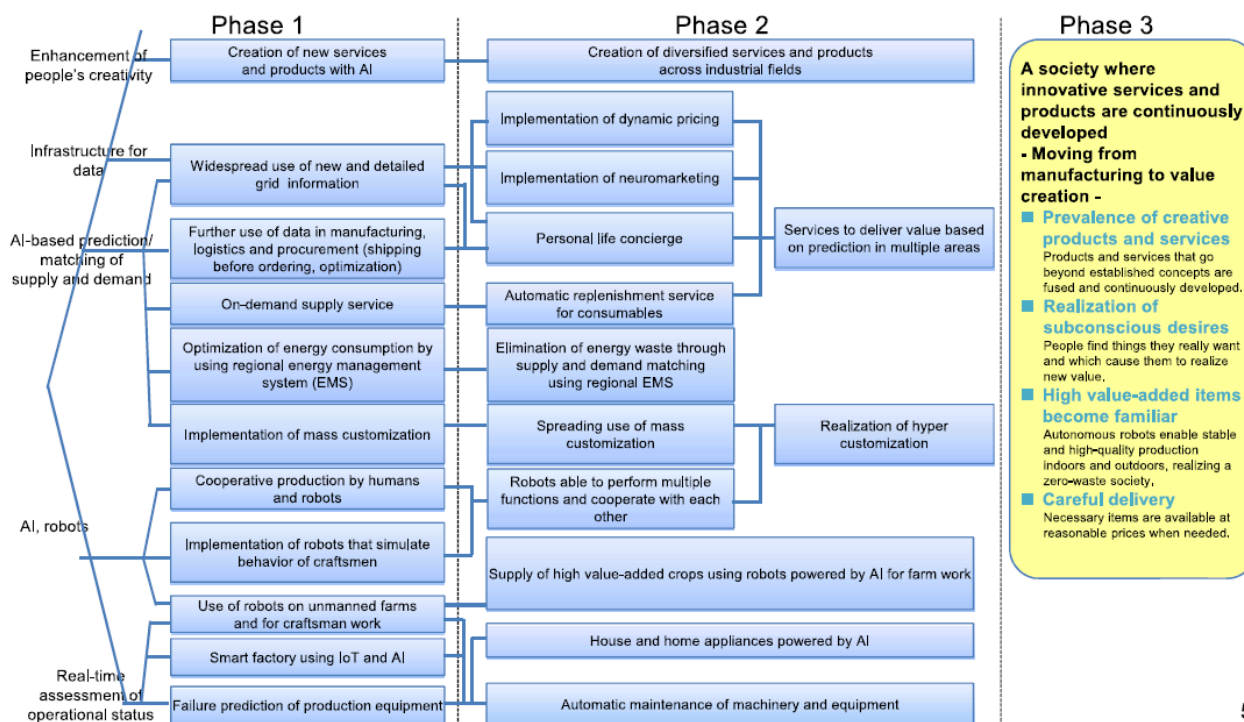 Phase 1
Phase 2
Phase 3
Enhancement of
people's creativity
Creation of new services
and products with AI
Creation of diversified services and products
across industrial fields
Infrastructure for
data
Widespread use of new and detailed
grid information
Implementation of dynamic pricing
Implementation of neuromarketing
AI-based prediction/
matching of
supply and demand
Further use of data in manufacturing,
logistics and procurement (shipping
before ordering, optimization)
Personal life concierge
Services to deliver value based
on prediction in multiple areas
On-demand supply service
Automatic replenishment service
for consumables
Optimization of energy consumption by
using regional energy management
system (EMS)
Elimination of energy waste through
supply and demand matching
using regional EMS
Implementation of mass customization
Spreading use of mass
customization
Realization of hyper
customization
AI, robots
Cooperative production by humans
and robots
Robots able to perform multiple
functions and cooperate with each
other
Implementation of robots that simulate
behavior of craftsmen
Supply of high value-added crops using robots powered by AI for farm work
Use of robots on unmanned farms
and for craftsman work
House and home appliances powered by AI
Real-time
assessment of
operational status
Smart factory using IoT and AI
Failure prediction of production equipment
Automatic maintenance of machinery and equipment
A society where
innovative services and
products are continuously
developed
- Moving from
manufacturing to value
creation -
■ Prevalence of creative
products and services
Products and services that go
beyond established concepts are
fused and continuously developed.
■ Realization of
subconscious desires
People find things they really want
and which cause them to realize
new value.
■ High value-added items
become familiar
Autonomous robots enable stable
and high-quality production
indoors and outdoors, realizing a
zero-waste society.
■ Careful delivery
Necessary items are available at
reasonable prices when needed.